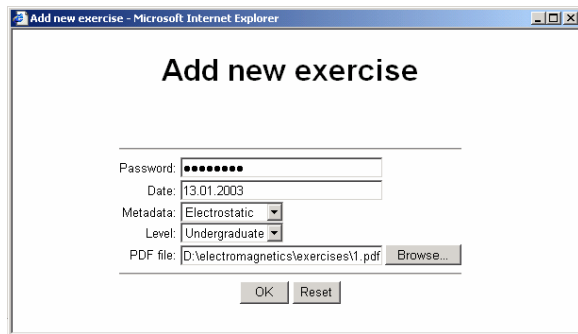 Add new exercise - Microsoft Internet Explorer
Add new exercise
Password: ●●●●●●●●
Date: 13.01.2003
Metadata: Electrostatic
Level: Undergraduate
PDF file: D:\electromagnetics\exercises\1.pdf Browse...
OK Reset